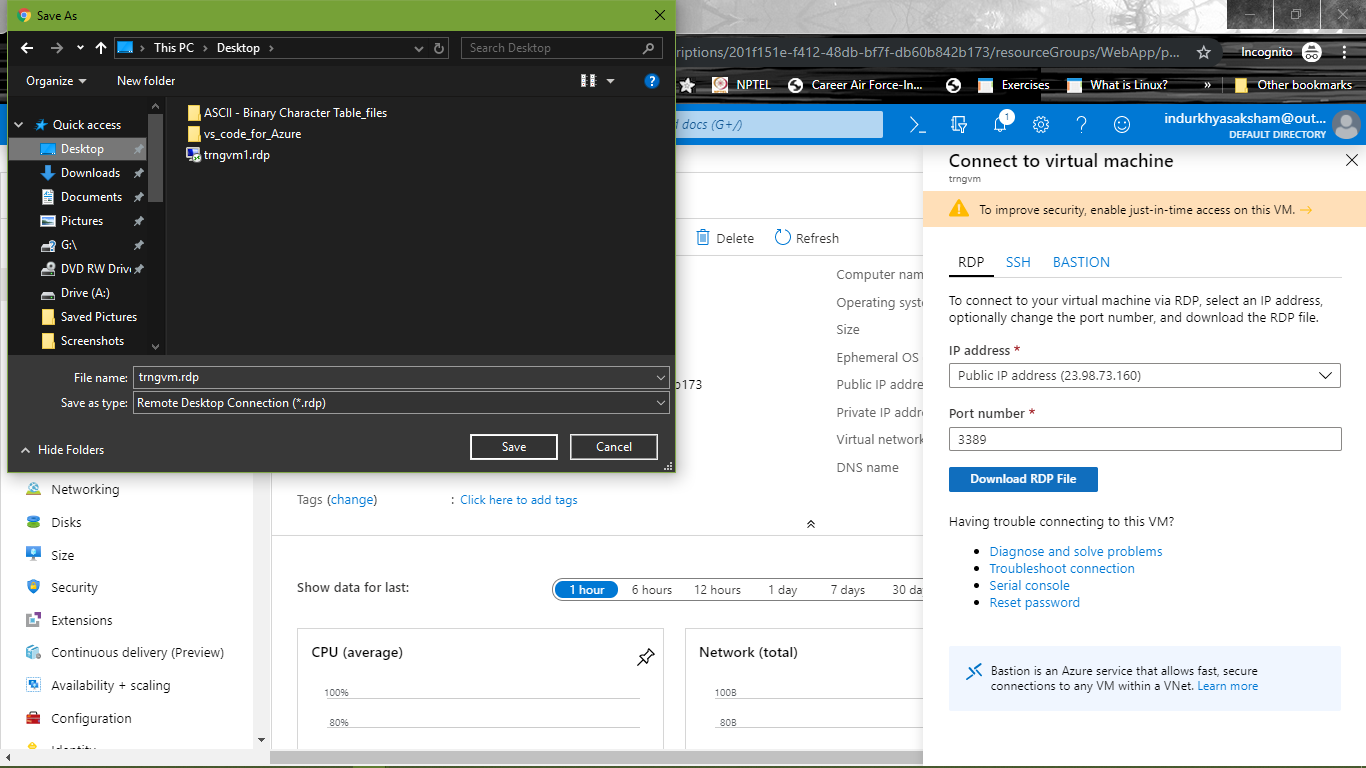 Save As
This PC
Desktop
Search Desktop
Organize
New folder
?
Quick access
Desktop
Downloads
Documents
Pictures
G:\
DVD RW Driv
Drive (A:)
Saved Pictures
Screenshots
ASCII - Binary Character Table_files
vs_code_for_Azure
trngvm1.rdp
File name:
trngvm.rdp
Save as type:
Remote Desktop Connection (*.rdp)
Hide Folders
Save
Cancel
riptions/201f151e-f412-48db-bf7f-db60b842b173/resourceGroups/WebApp/p...
Incognito
NPTEL
Career Air Force-In...
Exercises
What is Linux?
»
Other bookmarks
d docs (G+/)
1
?
indurkhyasaksham@out...
DEFAULT DIRECTORY
Delete
Refresh
Computer nam
Operating syste
Size
Ephemeral OS
Public IP addre
Private IP addre
Virtual network
DNS name
b173
Tags (change)
:
Click here to add tags
Networking
Disks
Size
Security
Extensions
Continuous delivery (Preview)
Availability + scaling
Configuration
Identity
Show data for last:
1 hour
6 hours
12 hours
1 day
7 days
30 da
CPU (average)
100%
80%
Network (total)
100B
80B
Connect to virtual machine
trngvm
To improve security, enable just-in-time access on this VM. →
RDP
SSH
BASTION
To connect to your virtual machine via RDP, select an IP address,
optionally change the port number, and download the RDP file.
IP address *
Public IP address (23.98.73.160)
Port number *
3389
Download RDP File
Having trouble connecting to this VM?
Diagnose and solve problems
Troubleshoot connection
Serial console
Reset password
Bastion is an Azure service that allows fast, secure
connections to any VM within a VNet. Learn more